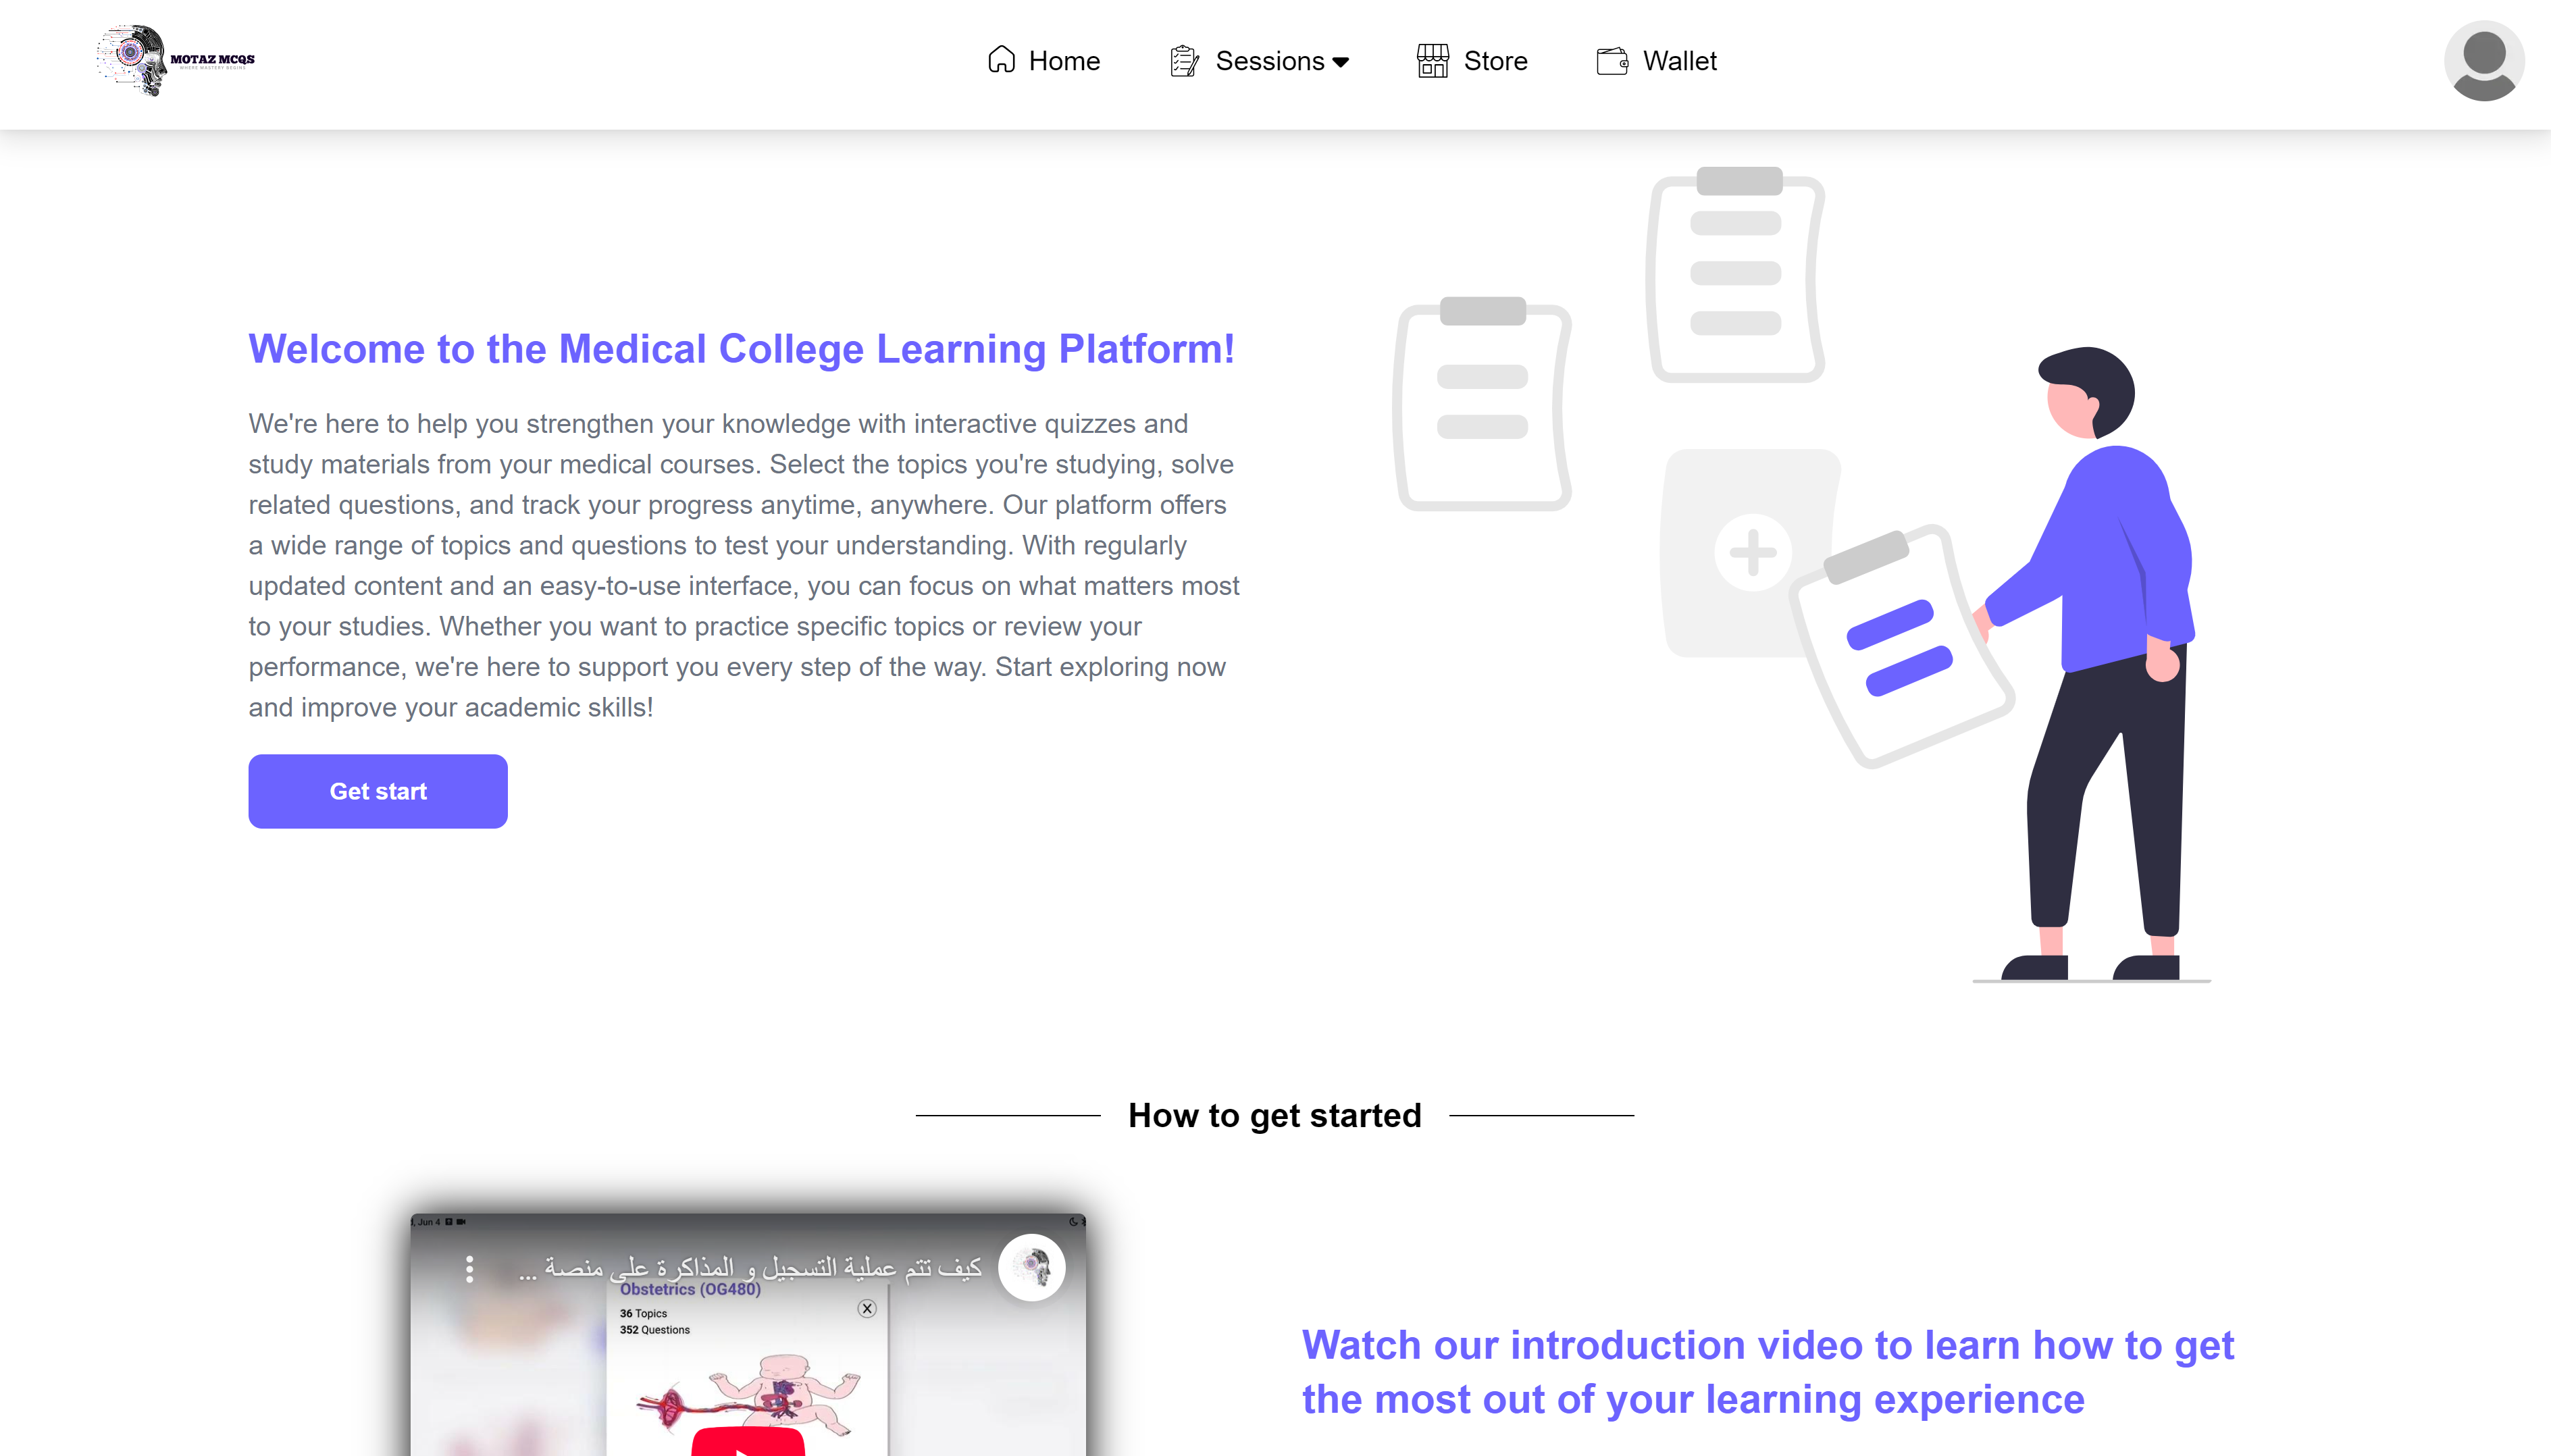 MOTAZ MCQS
WHERE MASTERY BEGINS
Home
Sessions
Store
Wallet
Welcome to the Medical College Learning Platform!
We're here to help you strengthen your knowledge with interactive quizzes and
study materials from your medical courses. Select the topics you're studying, solve
related questions, and track your progress anytime, anywhere. Our platform offers
a wide range of topics and questions to test your understanding. With regularly
updated content and an easy-to-use interface, you can focus on what matters most
to your studies. Whether you want to practice specific topics or review your
performance, we're here to support you every step of the way. Start exploring now
and improve your academic skills!
Get start
How to get started
, Jun 4
كيف تتم عملية التسجيل و المذاكرة على منصة ...
Obstetrics (OG480)
36 Topics
352 Questions
Watch our introduction video to learn how to get
the most out of your learning experience